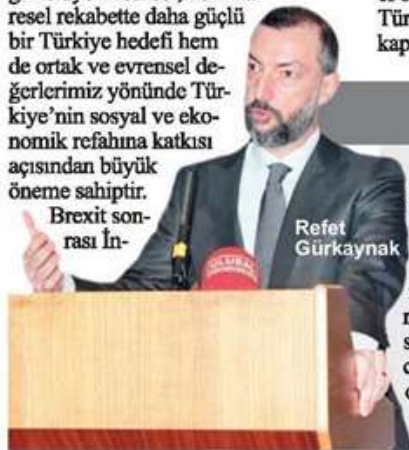 resel rekabette daha güçlü
bir Türkiye hedefi hem
de ortak ve evrensel de-
ğerlerimiz yönünde Tür-
kiye’nin sosyal ve eko-
nomik refahına katkısı
açısından büyük
öneme sahiptir.
Brexit son-
rası İn-
Tür
kap
Refet
Gürkaynak